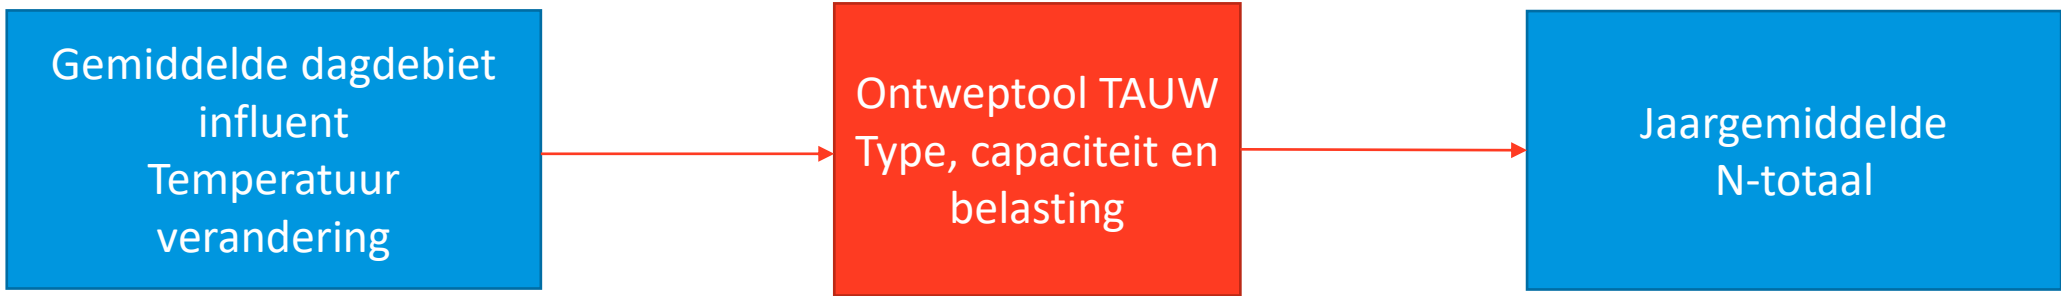 Gemiddelde dagdebiet
influent
Temperatuur
verandering
Ontweptool TAUW
Type, capaciteit en
belasting
Jaargemiddelde
N-totaal